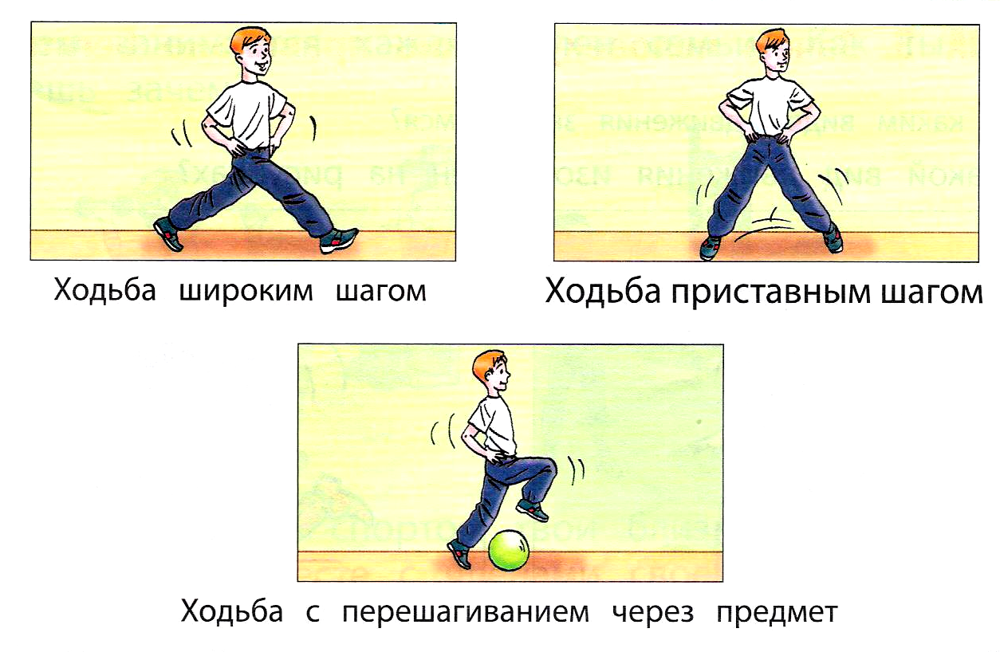 Ходьба широким шагом
Ходьба приставным шагом
Ходьба с перешагиванием через предмет